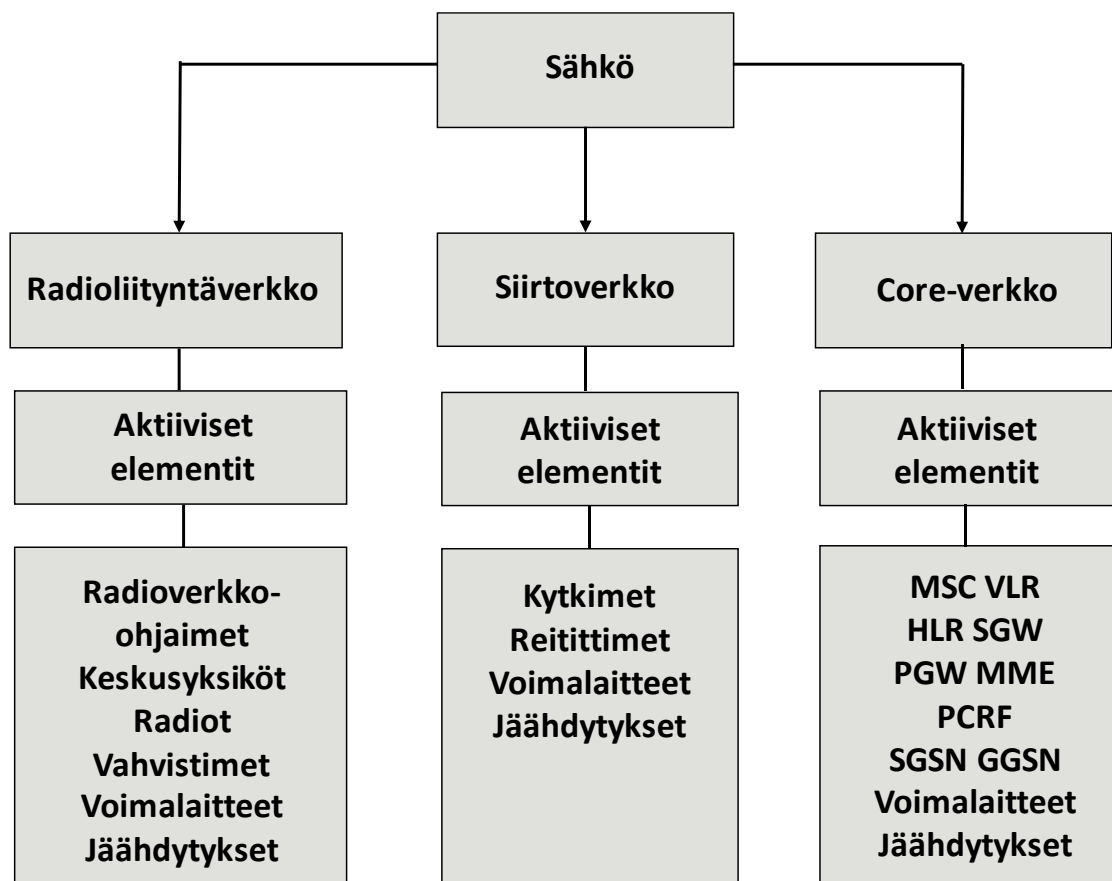 Sähkö
Radioliityntäverkko
Siirtoverkko
Core-verkko
Aktiiviset
elementit
Aktiiviset
elementit
Aktiiviset
elementit
Radioverkko-
ohjaimet
Keskusyksiköt
Radiot
Vahvistimet
Voimalaitteet
Jäähdytykset
Kytkimet
Reitittimet
Voimalaitteet
Jäähdytykset
MSC VLR
HLR SGW
PGW MME
PCRF
SGSN GGSN
Voimalaitteet
Jäähdytykset